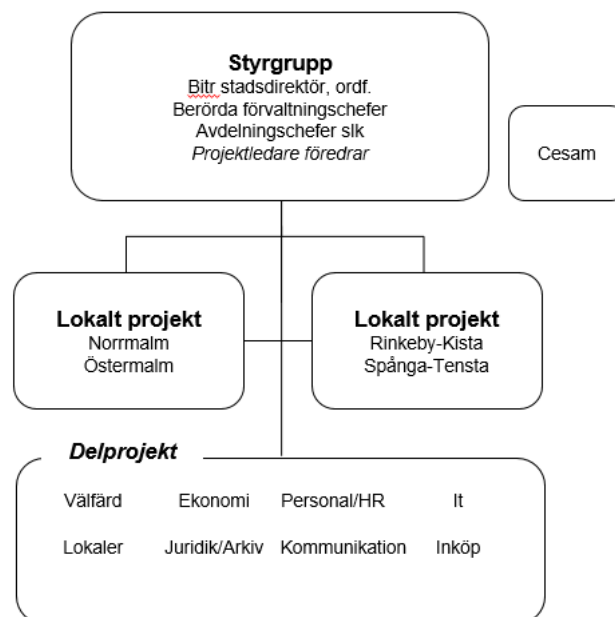 Styrgrupp
Bitr stadsdirektör, ordf.
Berörda förvaltningschefer
Avdelningschefer slk
Projektledare föredrar
Cesam
Lokalt projekt
Norrmalm
Östermalm
Lokalt projekt
Rinkeby-Kista
Spånga-Tensta
Delprojekt
Välfärd Ekonomi Personal/HR It
Lokaler Juridik/Arkiv Kommunikation Inköp